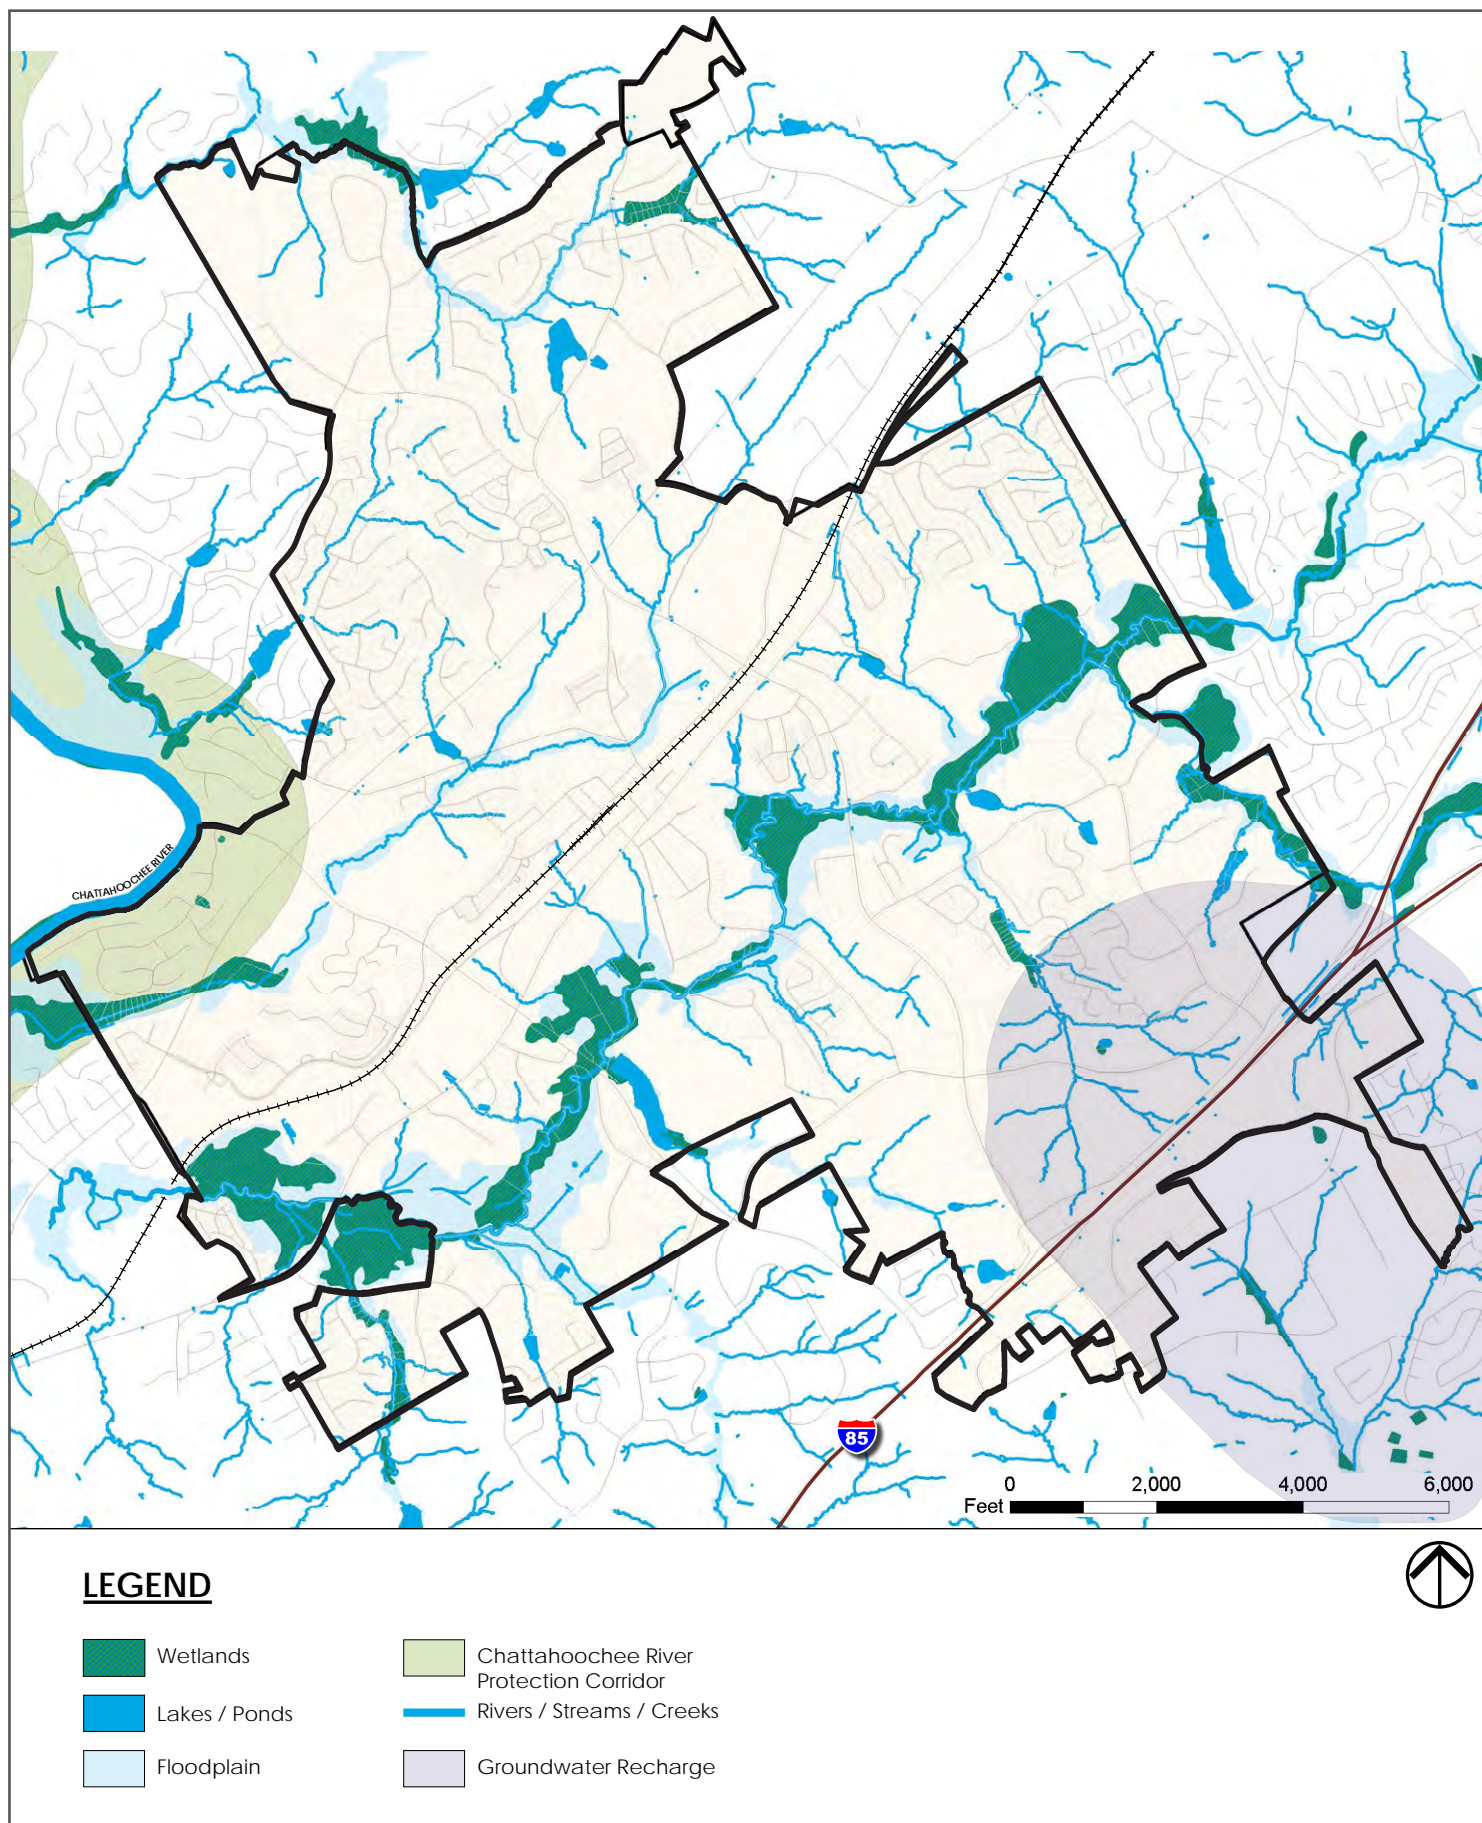 CHATTAHOOCHEE RIVER
85
0 2,000 4,000 6,000
Feet
LEGEND
Wetlands
Lakes / Ponds
Floodplain
Chattahoochee River
Protection Corridor
Rivers / Streams / Creeks
Groundwater Recharge